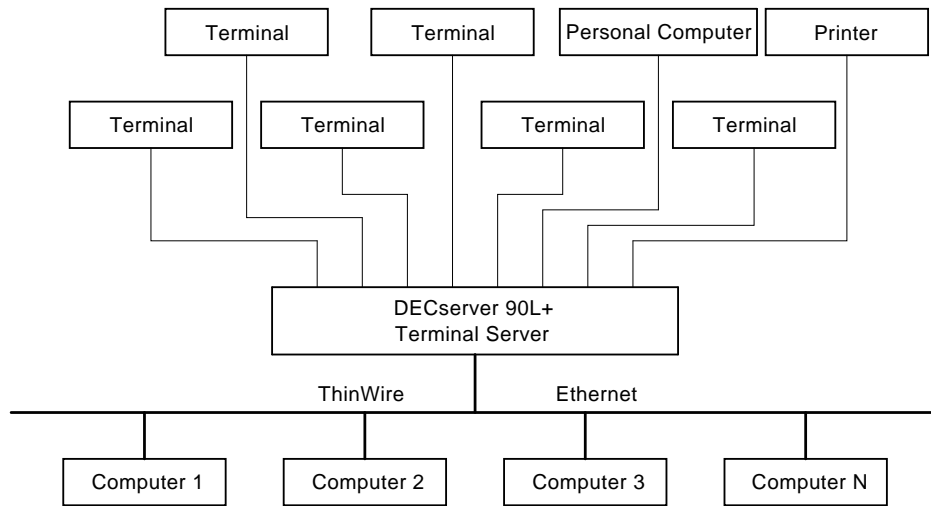 Terminal
Terminal
Personal Computer
Printer
Terminal
Terminal
Terminal
Terminal
DECserver 90L+
Terminal Server
ThinWire
Ethernet
Computer 1
Computer 2
Computer 3
Computer N